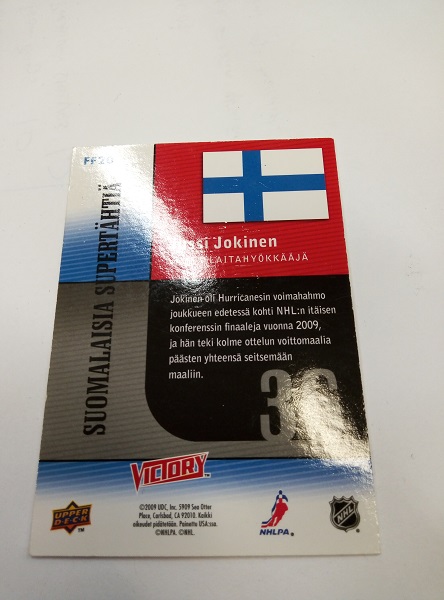 FF20
SUOMALAISIA SUPERTÄHTIÄ
Jokinen
Jokinen oli Hurricanesin voimahahmo
joukkueen edetessä kohti NHL:n itäisen
konferenssin finaaleja vuonna 2009,
ja hän teki kolme ottelun voittomaalia
päästen yhteensä seitsemään
maaliin.
VICTORY
UPPER
DECK
©2009 UDC, Inc. 5909 Sea Otter
Place, Carlsbad, CA 92010. Kaikki
oikeudet pidätetään. Painettu USA:ssa.
©NHLPA. ©NHL.
NHLPA.
NHL